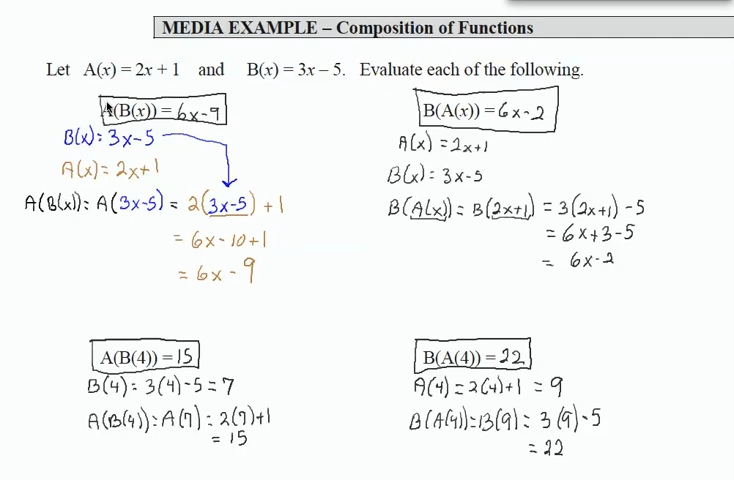 MEDIA EXAMPLE – Composition of Functions
Let A(x) = 2x + 1 and B(x) = 3x – 5. Evaluate each of the following.
A(B(x)) = 6x-9
B(x): 3x-5
A(x) = 2x+1
A(B(x)): A(3x-5) = 2(3x-5) + 1
= 6x-10+1
= 6x-9
B(A(x)) = 6x-2
A(x) = 2x+1
B(x): 3x-5
B(A(x)) = B(2x+1) = 3(2x+1)-5
= 6x+3-5
= 6x-2
A(B(4)) = 15
B(4): 3(4)-5 = 7
A(B(4)): A(7) = 2(7)+1
= 15
B(A(4)) = 22
A(4) = 2(4)+1 = 9
B(A(4)) = B(9) = 3(9)-5
= 22